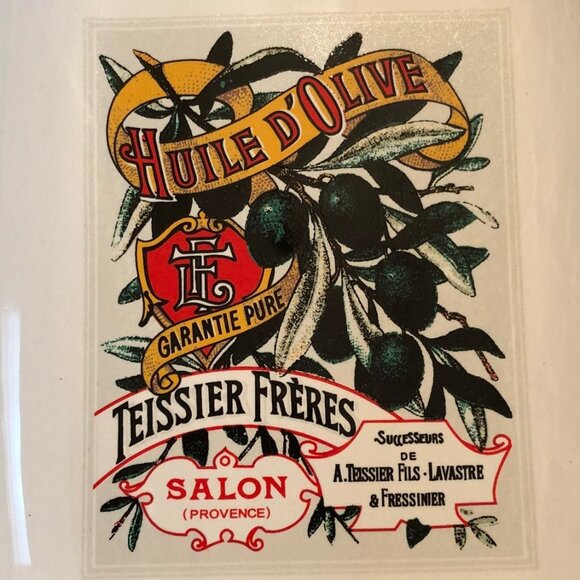 HUILE D'OLIVE
TF
GARANTIE PURE
TEISSIER FRÈRES
SALON
(PROVENCE)
-SUCCESSEURS
DE
A.TEISSIER FILS · LAVASTRE
& FRESSINIER